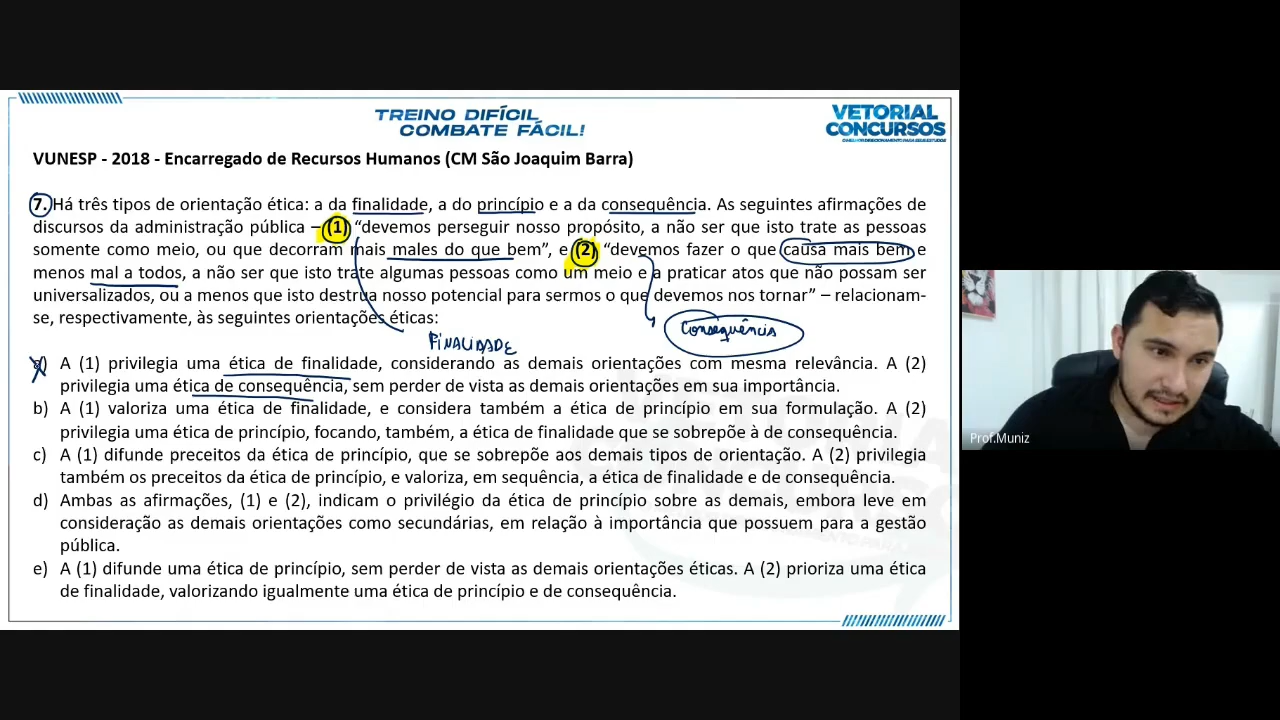 TREINO DIFÍCIL
COMBATE FÁCIL!
VETORIAL
CONCURSOS
VUNESP - 2018 - Encarregado de Recursos Humanos (CM São Joaquim Barra)
7. Há três tipos de orientação ética: a da finalidade, a do princípio e a da consequência. As seguintes afirmações de
discursos da administração pública – (1) “devemos perseguir nosso propósito, a não ser que isto trate as pessoas
somente como meio, ou que decorram mais males do que bem”, e (2) “devemos fazer o que causa mais bem e
menos mal a todos, a não ser que isto trate algumas pessoas como um meio e a praticar atos que não possam ser
universalizados, ou a menos que isto destrua nosso potencial para sermos o que devemos nos tornar” – relacionam-
se, respectivamente, às seguintes orientações éticas:
Consequência
FINALIDADE
a) A (1) privilegia uma ética de finalidade, considerando as demais orientações com mesma relevância. A (2)
privilegia uma ética de consequência, sem perder de vista as demais orientações em sua importância.
b) A (1) valoriza uma ética de finalidade, e considera também a ética de princípio em sua formulação. A (2)
privilegia uma ética de princípio, focando, também, a ética de finalidade que se sobrepõe à de consequência.
c) A (1) difunde preceitos da ética de princípio, que se sobrepõe aos demais tipos de orientação. A (2) privilegia
também os preceitos da ética de princípio, e valoriza, em sequência, a ética de finalidade e de consequência.
d) Ambas as afirmações, (1) e (2), indicam o privilégio da ética de princípio sobre as demais, embora leve em
consideração as demais orientações como secundárias, em relação à importância que possuem para a gestão
pública.
e) A (1) difunde uma ética de princípio, sem perder de vista as demais orientações éticas. A (2) prioriza uma ética
de finalidade, valorizando igualmente uma ética de princípio e de consequência.
Prof.Muniz